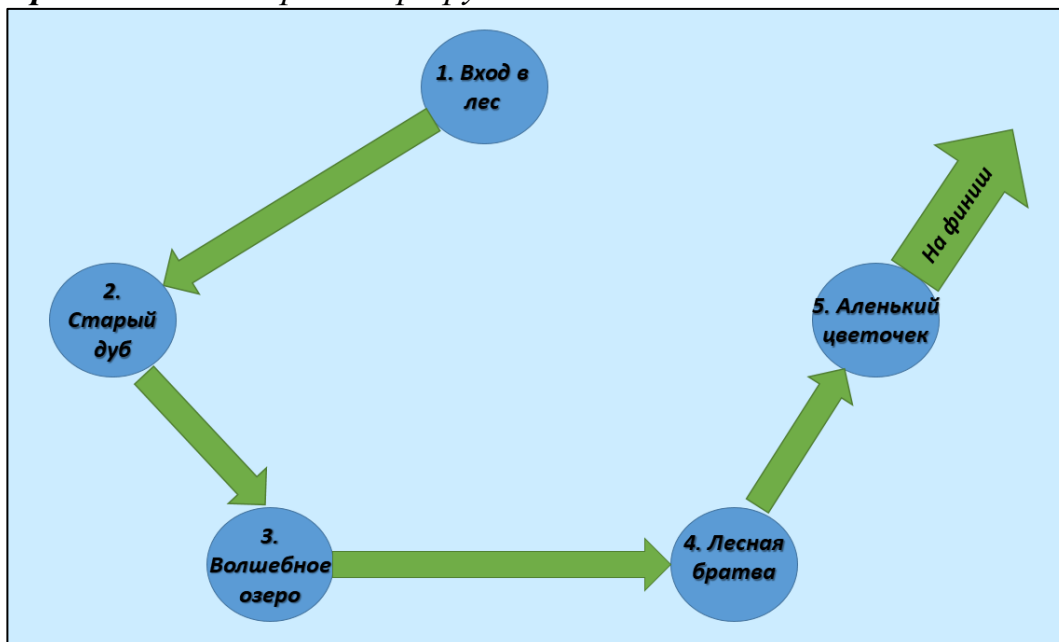 1. Вход в
лес
2.
Старый
дуб
3.
Волшебное
озеро
4. Лесная
братва
5. Аленький
цветочек
На финиш